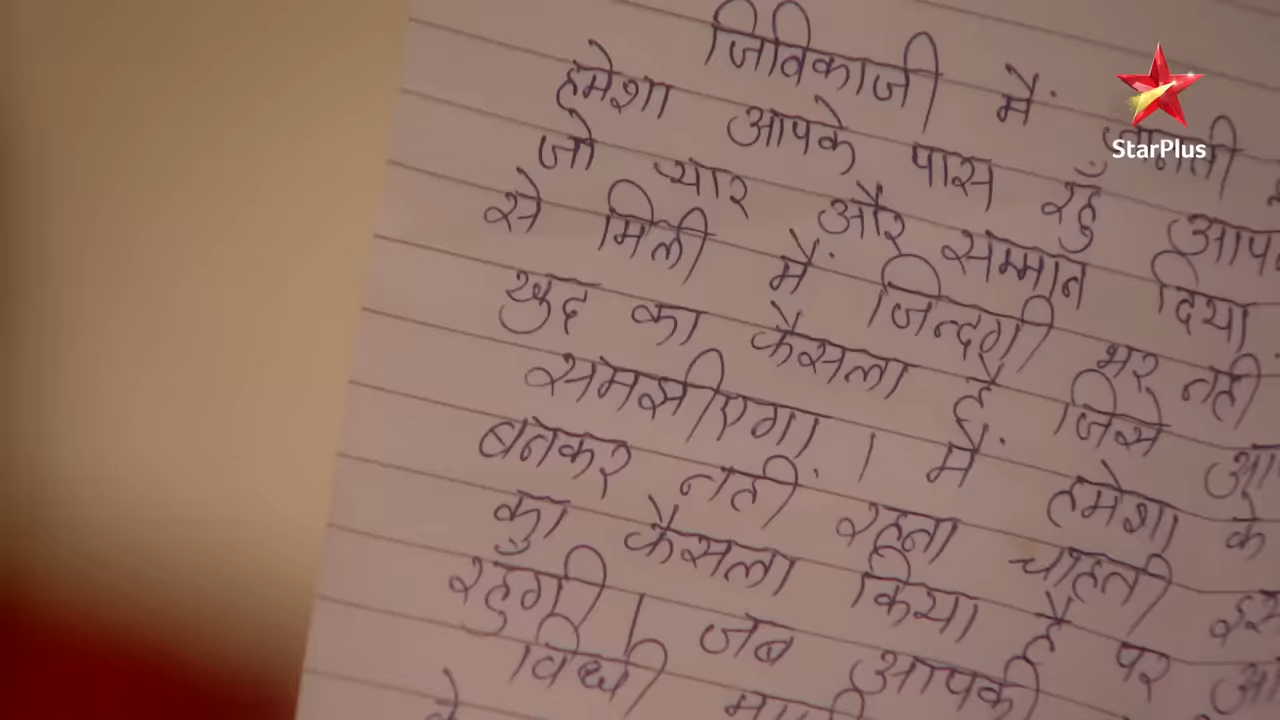 जिविकाजी मैं
हमेशा आपके पास रहुँ
जो प्यार और सम्मान दिया
से मिली मैं जिन्दगी भर नही
खुद का फैसला है जिसे
समझीएगा । मैं हमेशा के
बनकर नहीं रहना चाहती
का फैसला किया है पर
रहुँगी । जब आपकी
विधी
StarPlus